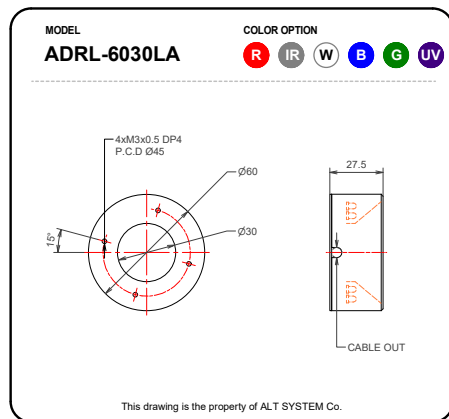 MODEL
ADRL-6030LA
COLOR OPTION
R IR W B G UV
4xM3x0.5 DP4
P.C.D Ø45
Ø60
Ø30
15°
27.5
CABLE OUT
This drawing is the property of ALT SYSTEM Co.